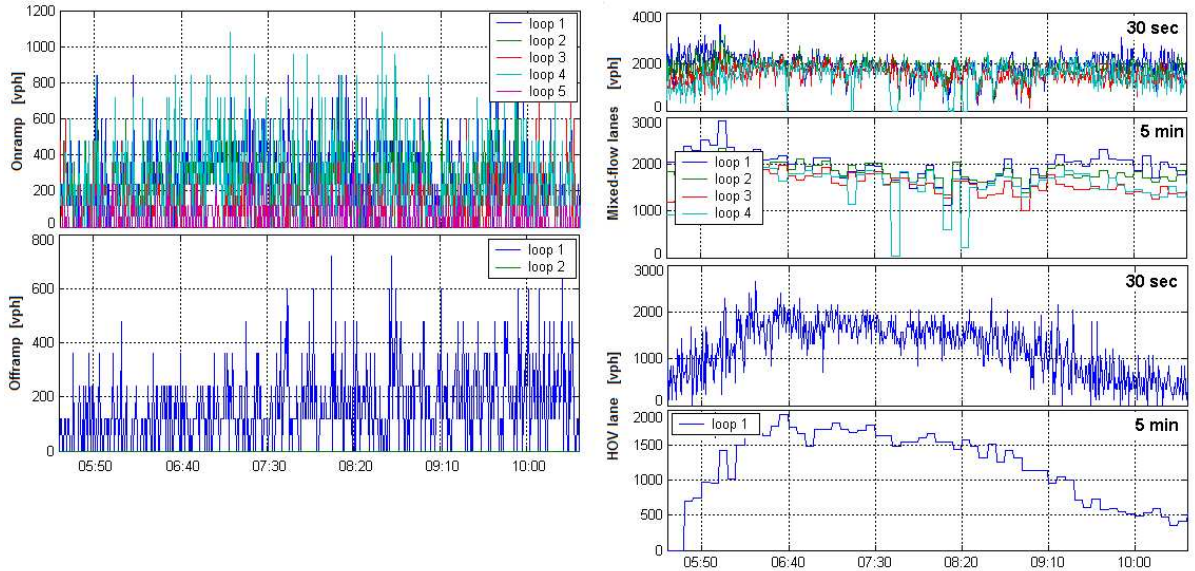 Onramp [vph]
1200
1000
800
600
400
200
0
loop 1
loop 2
loop 3
loop 4
loop 5
Offramp [vph]
800
600
400
200
0
loop 1
loop 2
05:50 06:40 07:30 08:20 09:10 10:00
Mixed-flow lanes [vph]
4000
2000
0
30 sec
3000
2000
1000
0
5 min
loop 1
loop 2
loop 3
loop 4
HOV lane [vph]
3000
2000
1000
0
30 sec
2000
1500
1000
500
0
loop 1
5 min
05:50 06:40 07:30 08:20 09:10 10:00